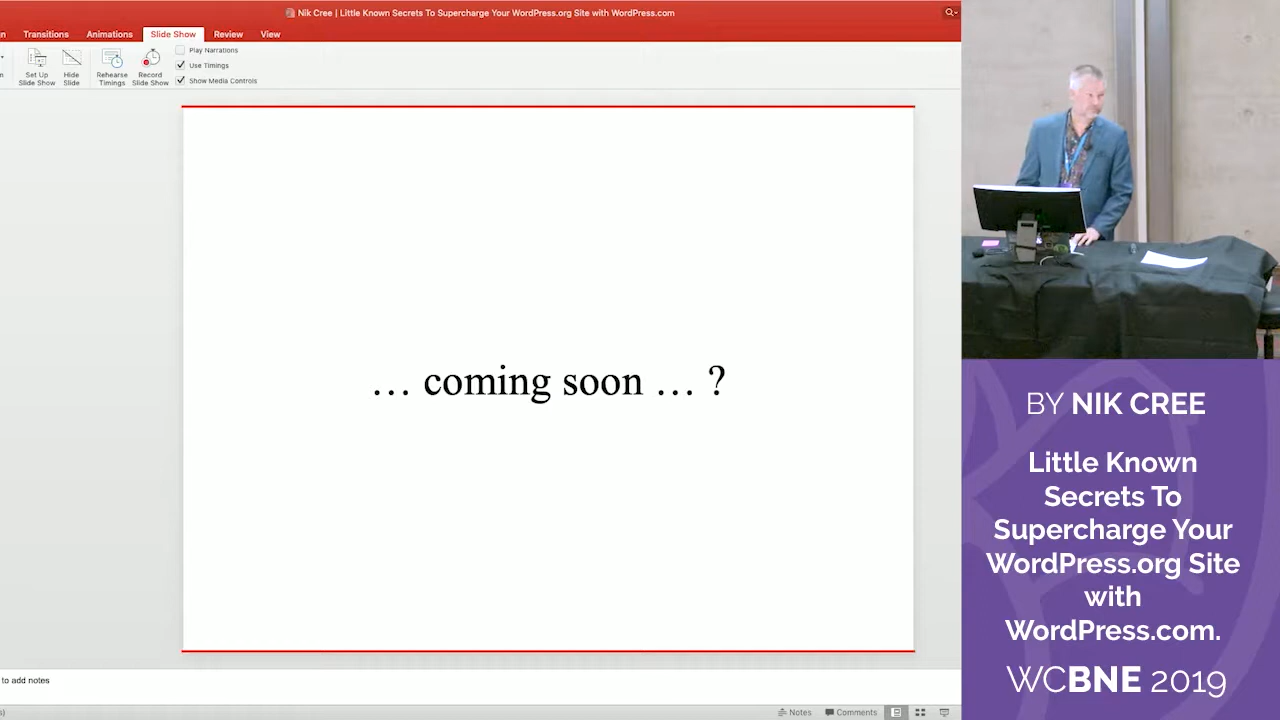 Nik Cree | Little Known Secrets To Supercharge Your WordPress.org Site with WordPress.com
Transitions Animations Slide Show Review View
Set Up
Slide Show
Hide
Slide
Rehearse
Timings
Record
Slide Show
Play Narrations
Use Timings
Show Media Controls
… coming soon … ?
to add notes
Notes Comments
BY NIK CREE
Little Known
Secrets To
Supercharge Your
WordPress.org Site
with
WordPress.com.
WCBNE 2019